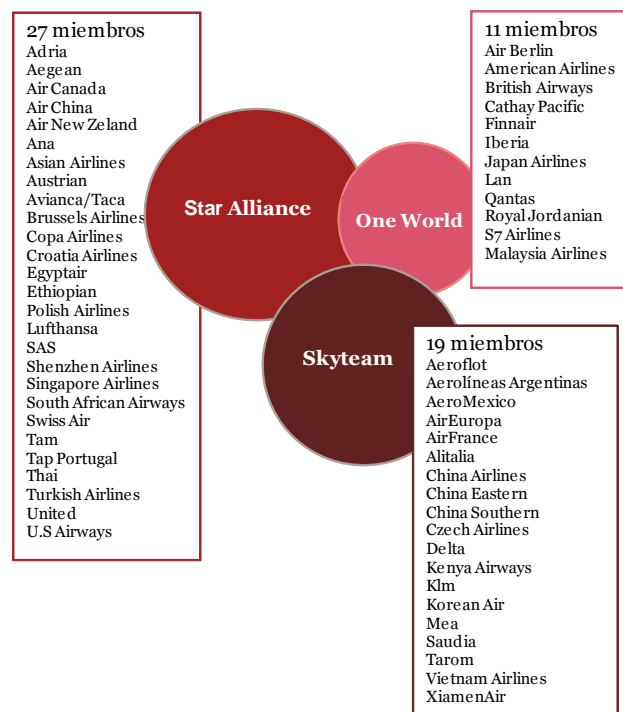 27 miembros
Adria
Aegean
Air Canada
Air China
Air New Zeland
Ana
Asian Airlines
Austrian
Avianca/Taca
Brussels Airlines
Copa Airlines
Croatia Airlines
Egyptair
Ethiopian
Polish Airlines
Lufthansa
SAS
Shenzhen Airlines
Singapore Airlines
South African Airways
Swiss Air
Tam
Tap Portugal
Thai
Turkish Airlines
United
U.S Airways
Star Alliance
One World
Skyteam
11 miembros
Air Berlin
American Airlines
British Airways
Cathay Pacific
Finnair
Iberia
Japan Airlines
Lan
Qantas
Royal Jordanian
S7 Airlines
Malaysia Airlines
19 miembros
Aeroflot
Aerolíneas Argentinas
AeroMexico
AirEuropa
AirFrance
Alitalia
China Airlines
China Eastern
China Southern
Czech Airlines
Delta
Kenya Airways
Klm
Korean Air
Mea
Saudia
Tarom
Vietnam Airlines
XiamenAir